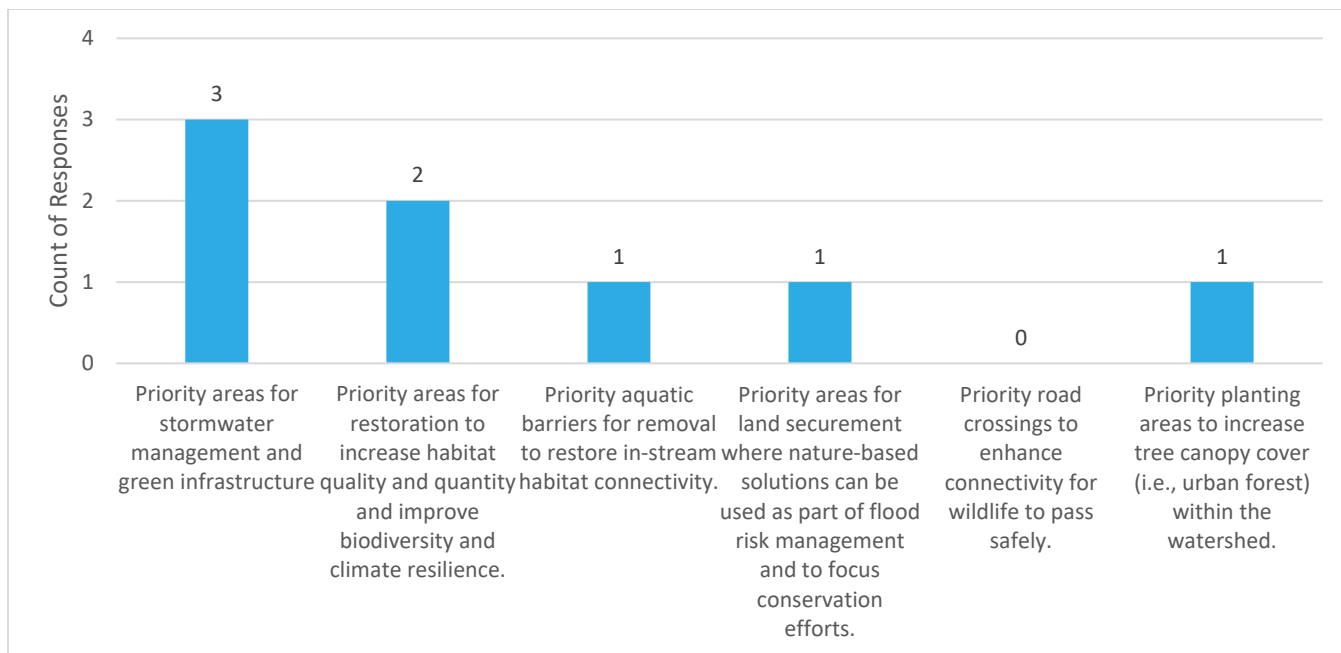 4
3
2
1
0
Count of Responses
3
2
1
1
0
1
Priority areas for
stormwater
management and
green infrastructure
Priority areas for
restoration to
increase habitat
quality and quantity
and improve
biodiversity and
climate resilience.
Priority aquatic
barriers for removal
to restore in-stream
habitat connectivity.
Priority areas for
land securement
where nature-based
solutions can be
used as part of flood
risk management
and to focus
conservation
efforts.
Priority road
crossings to
enhance
connectivity for
wildlife to pass
safely.
Priority planting
areas to increase
tree canopy cover
(i.e., urban forest)
within the
watershed.